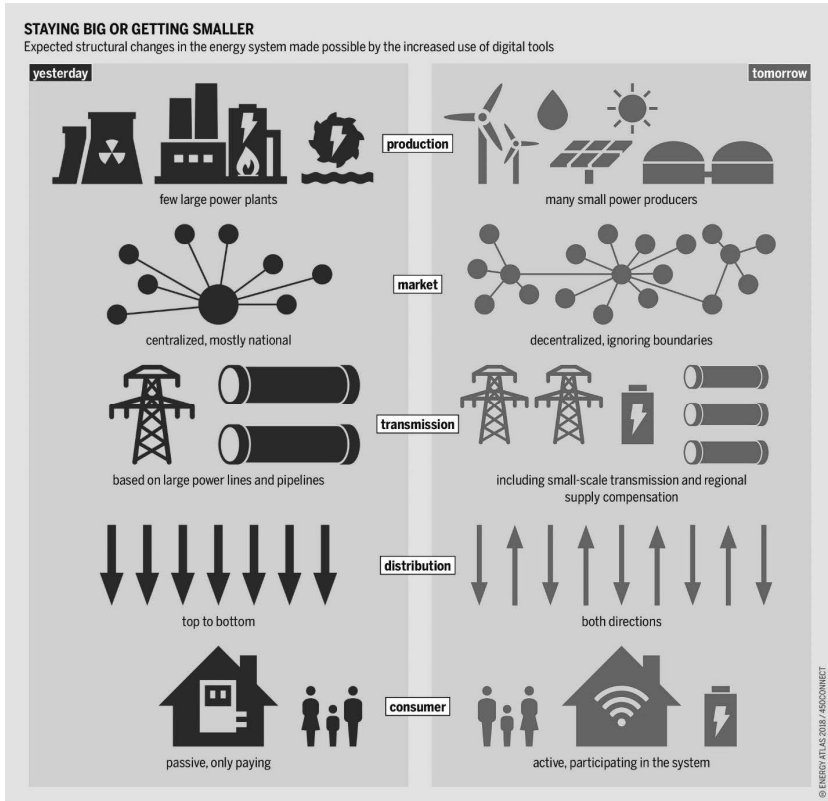 STAYING BIG OR GETTING SMALLER
Expected structural changes in the energy system made possible by the increased use of digital tools
yesterday
tomorrow
production
few large power plants
many small power producers
market
centralized, mostly national
decentralized, ignoring boundaries
transmission
based on large power lines and pipelines
including small-scale transmission and regional
supply compensation
distribution
top to bottom
both directions
consumer
passive, only paying
active, participating in the system
© ENERGY ATLAS 2018 / 450CONNECT